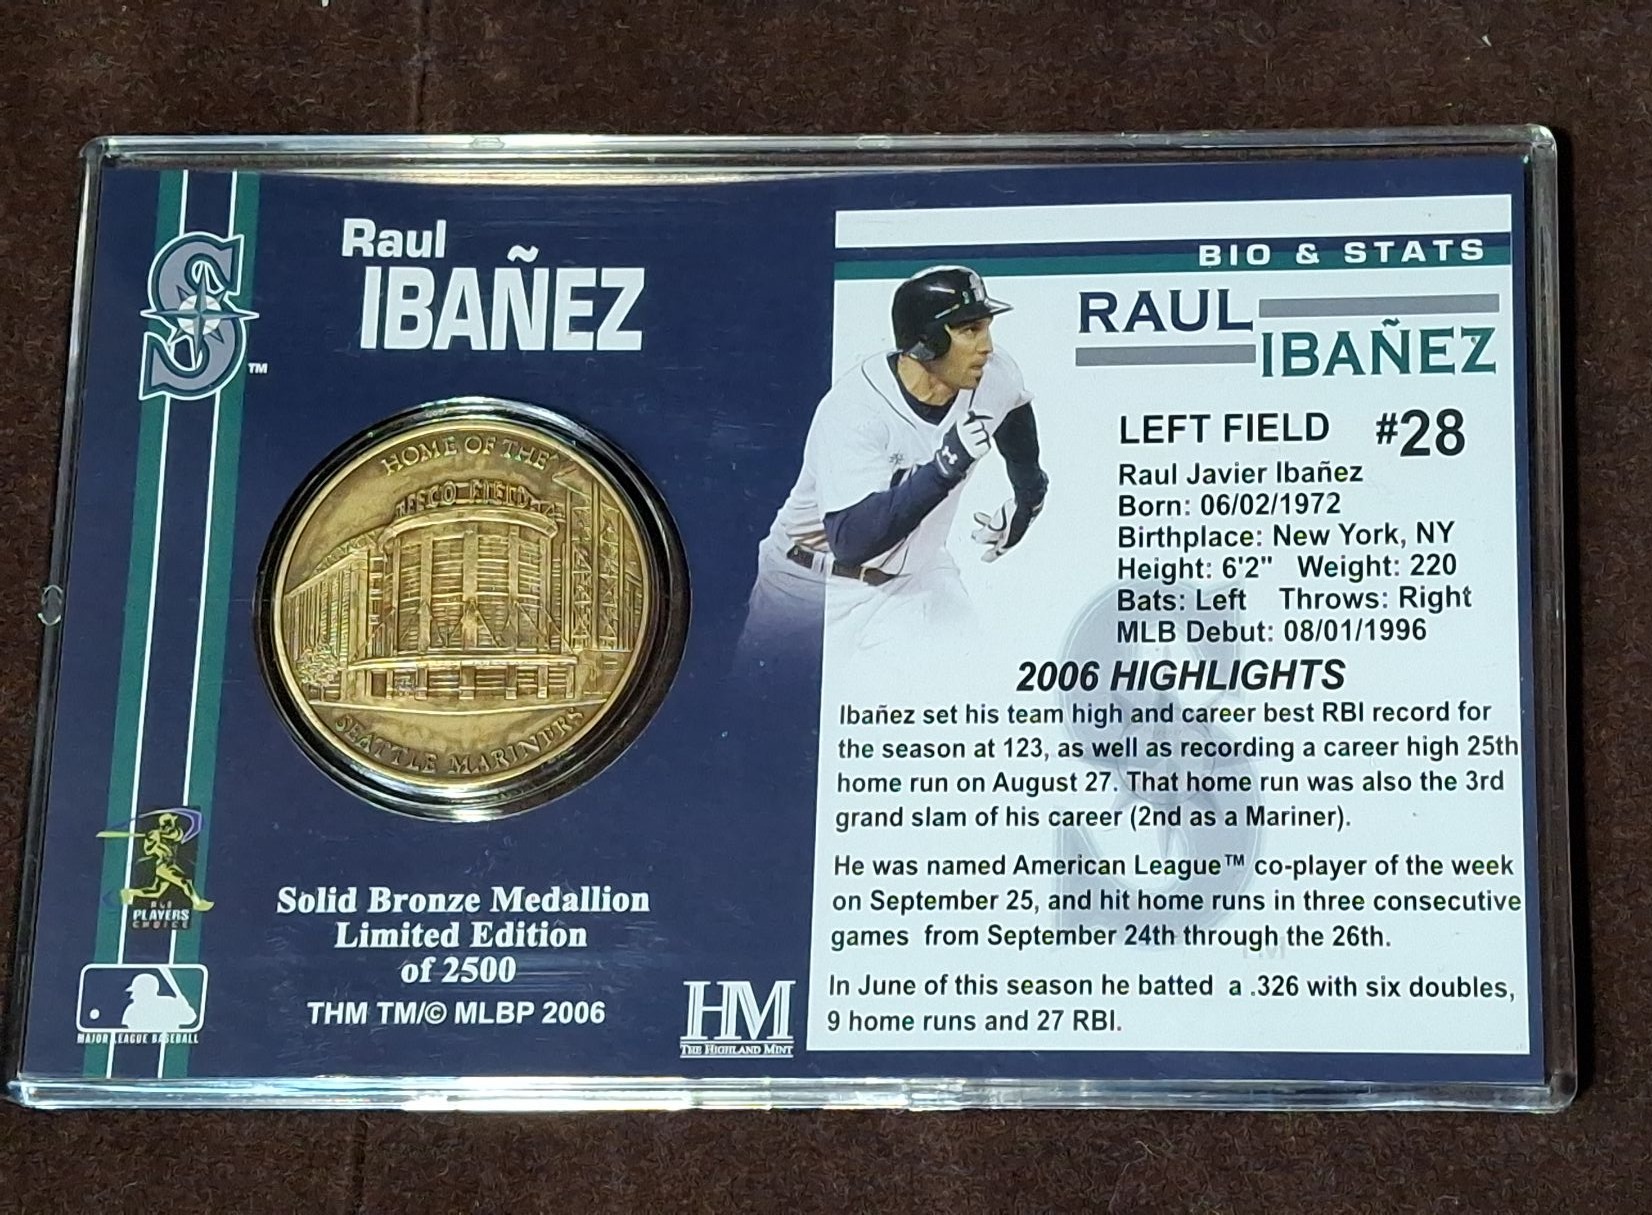 Raul
IBAÑEZ
TM
HOME OF THE
SAFECO FIELD
SEATTLE MARINERS
PLAYERS
CHOICE
MAJOR LEAGUE BASEBALL
Solid Bronze Medallion
Limited Edition
of 2500
THM TM/© MLBP 2006
HM
THE HIGHLAND MINT
BIO & STATS
RAUL
IBAÑEZ
LEFT FIELD #28
Raul Javier Ibañez
Born: 06/02/1972
Birthplace: New York, NY
Height: 6'2" Weight: 220
Bats: Left Throws: Right
MLB Debut: 08/01/1996
2006 HIGHLIGHTS
Ibañez set his team high and career best RBI record for
the season at 123, as well as recording a career high 25th
home run on August 27. That home run was also the 3rd
grand slam of his career (2nd as a Mariner).
He was named American League™ co-player of the week
on September 25, and hit home runs in three consecutive
games from September 24th through the 26th.
TM
In June of this season he batted a .326 with six doubles,
9 home runs and 27 RBI.